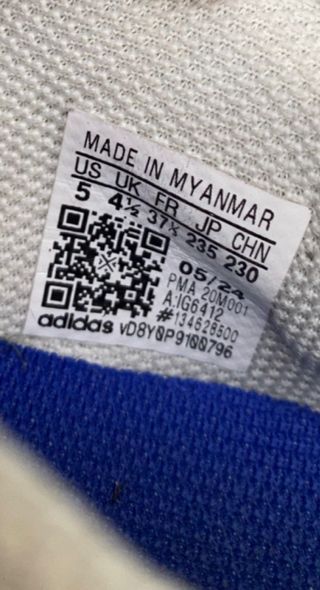 MADE IN MYANMAR
US UK FR JP CHN
5 4½ 37⅓ 235 230
05/24
PMA 20M001
A:IG6412
#134628500
adidas vD8Y0P9100796